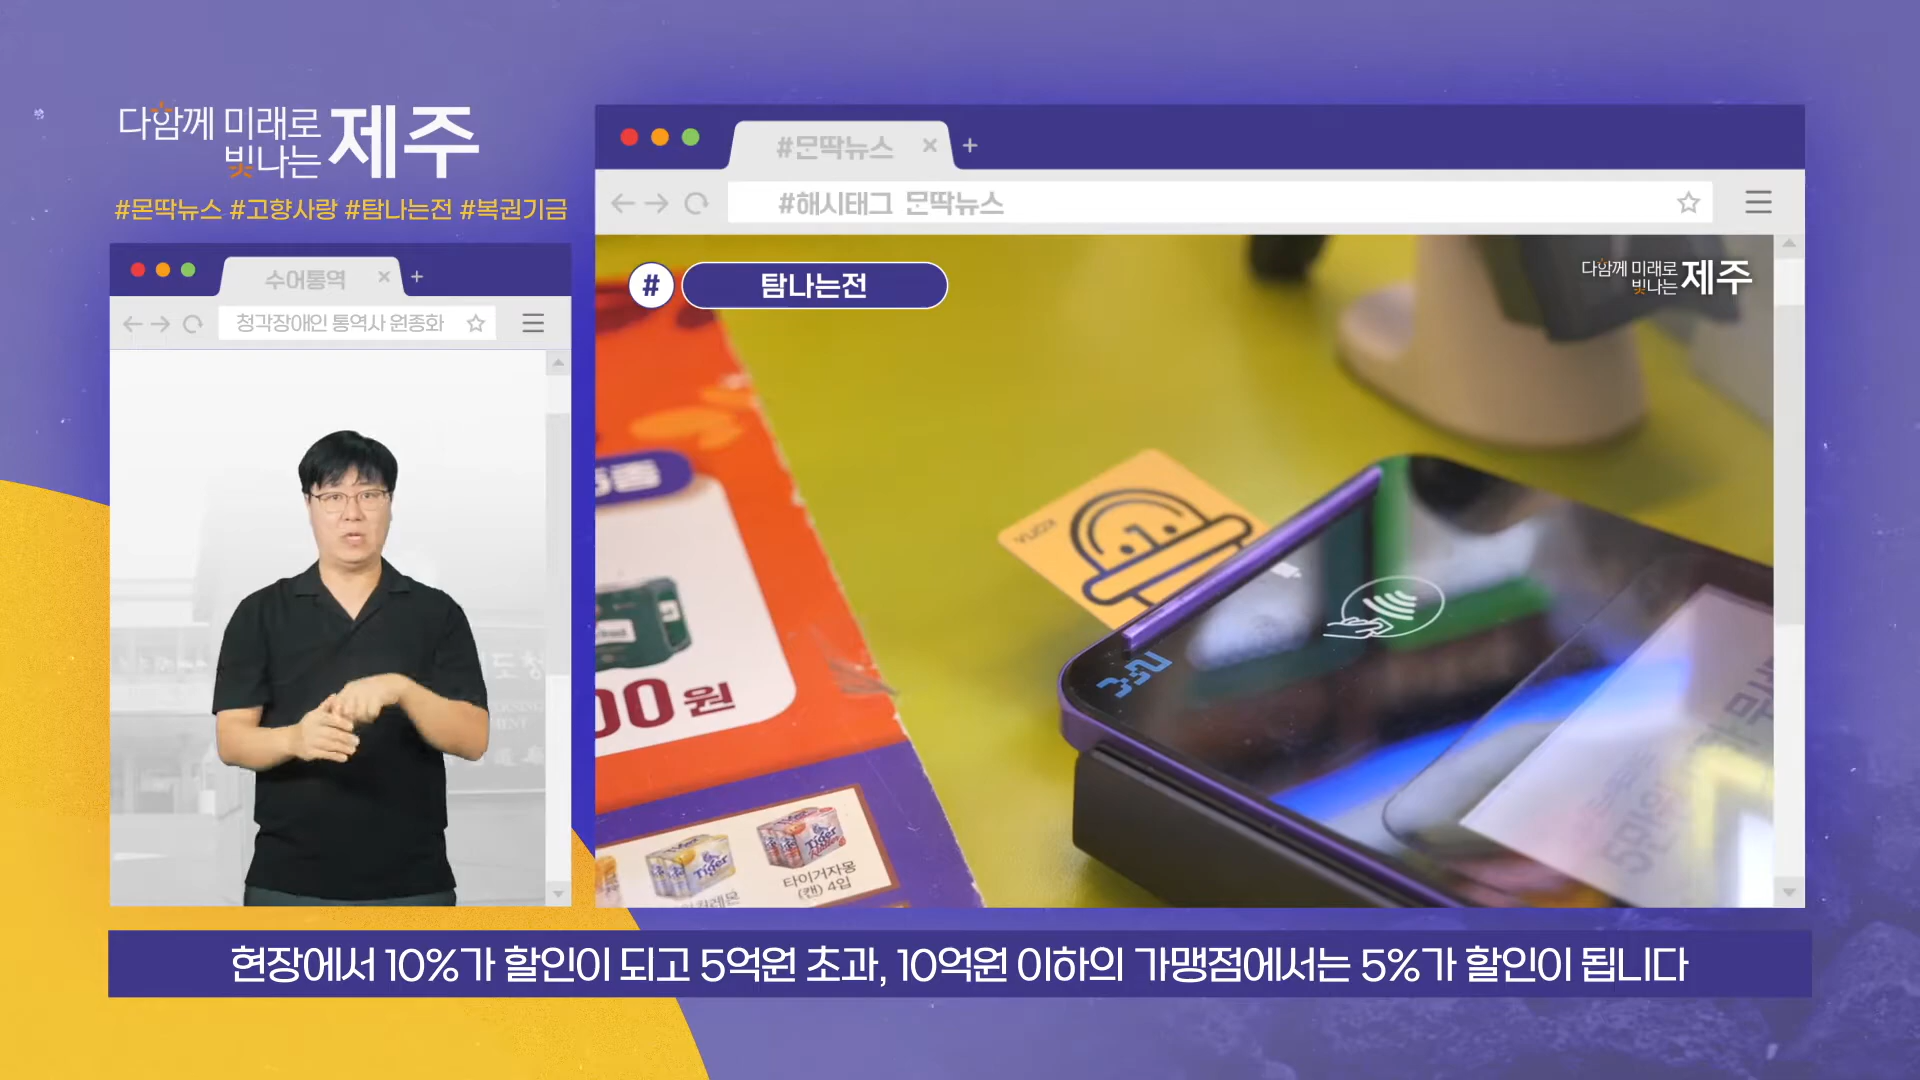 다함께 미래로
빛나는 제주
#몬딱뉴스 #고향사랑 #탐나는전 #복권기금
수어통역
청각장애인 통역사 원종화
#몬딱뉴스
#해시태그 몬딱뉴스
# 탐나는전
다함께 미래로
빛나는 제주
5종
00원
KONA
Tiger
Tiger
타이거자몽
(캔) 4입
현장에서 10%가 할인이 되고 5억원 초과, 10억원 이하의 가맹점에서는 5%가 할인이 됩니다